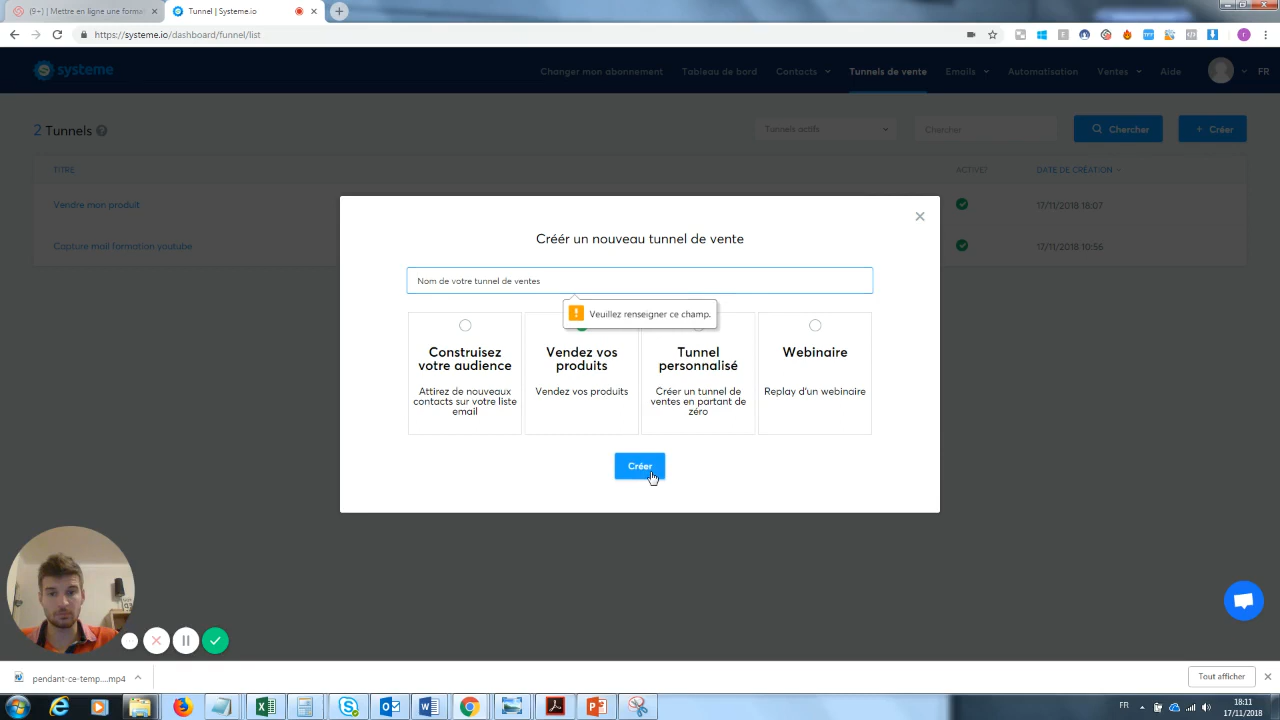 (9+) | Mettre en ligne une forma
Tunnel | Systeme.io
https://systeme.io/dashboard/funnel/list
systeme
Changer mon abonnement
Tableau de bord
Contacts
Tunnels de vente
Emails
Automatisation
Ventes
Aide
FR
2 Tunnels
Tunnels actifs
Chercher
Chercher
+ Créer
TITRE
ACTIVE?
DATE DE CRÉATION
Vendre mon produit
17/11/2018 18:07
Capture mail formation youtube
17/11/2018 10:56
Créér un nouveau tunnel de vente
Nom de votre tunnel de ventes
Veuillez renseigner ce champ.
Construisez
votre audience
Attirez de nouveaux
contacts sur votre liste
email
Vendez vos
produits
Vendez vos produits
Tunnel
personnalisé
Créer un tunnel de
ventes en partant de
zéro
Webinaire
Replay d'un webinaire
Créer
pendant-ce-temp....mp4
Tout afficher
FR
18:11
17/11/2018